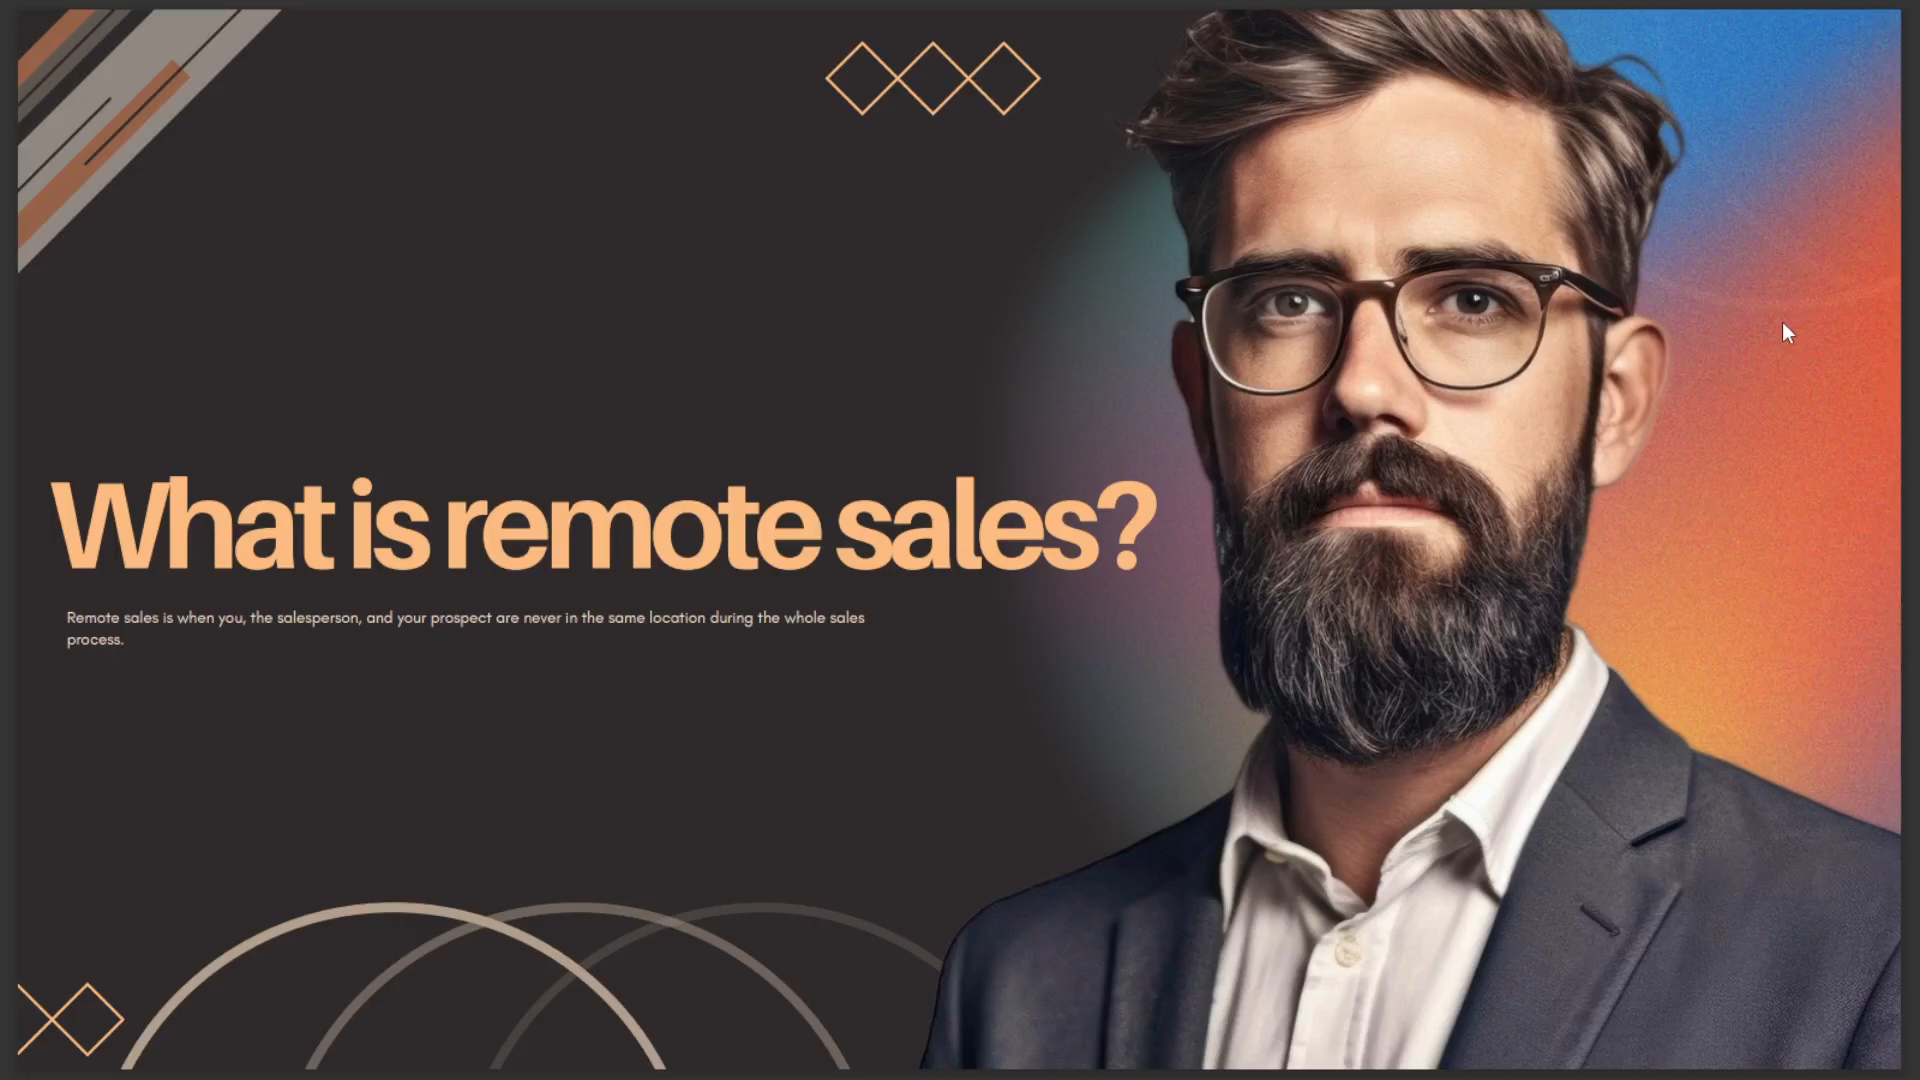 What is remote sales?
Remote sales is when you, the salesperson, and your prospect are never in the same location during the whole sales
process.